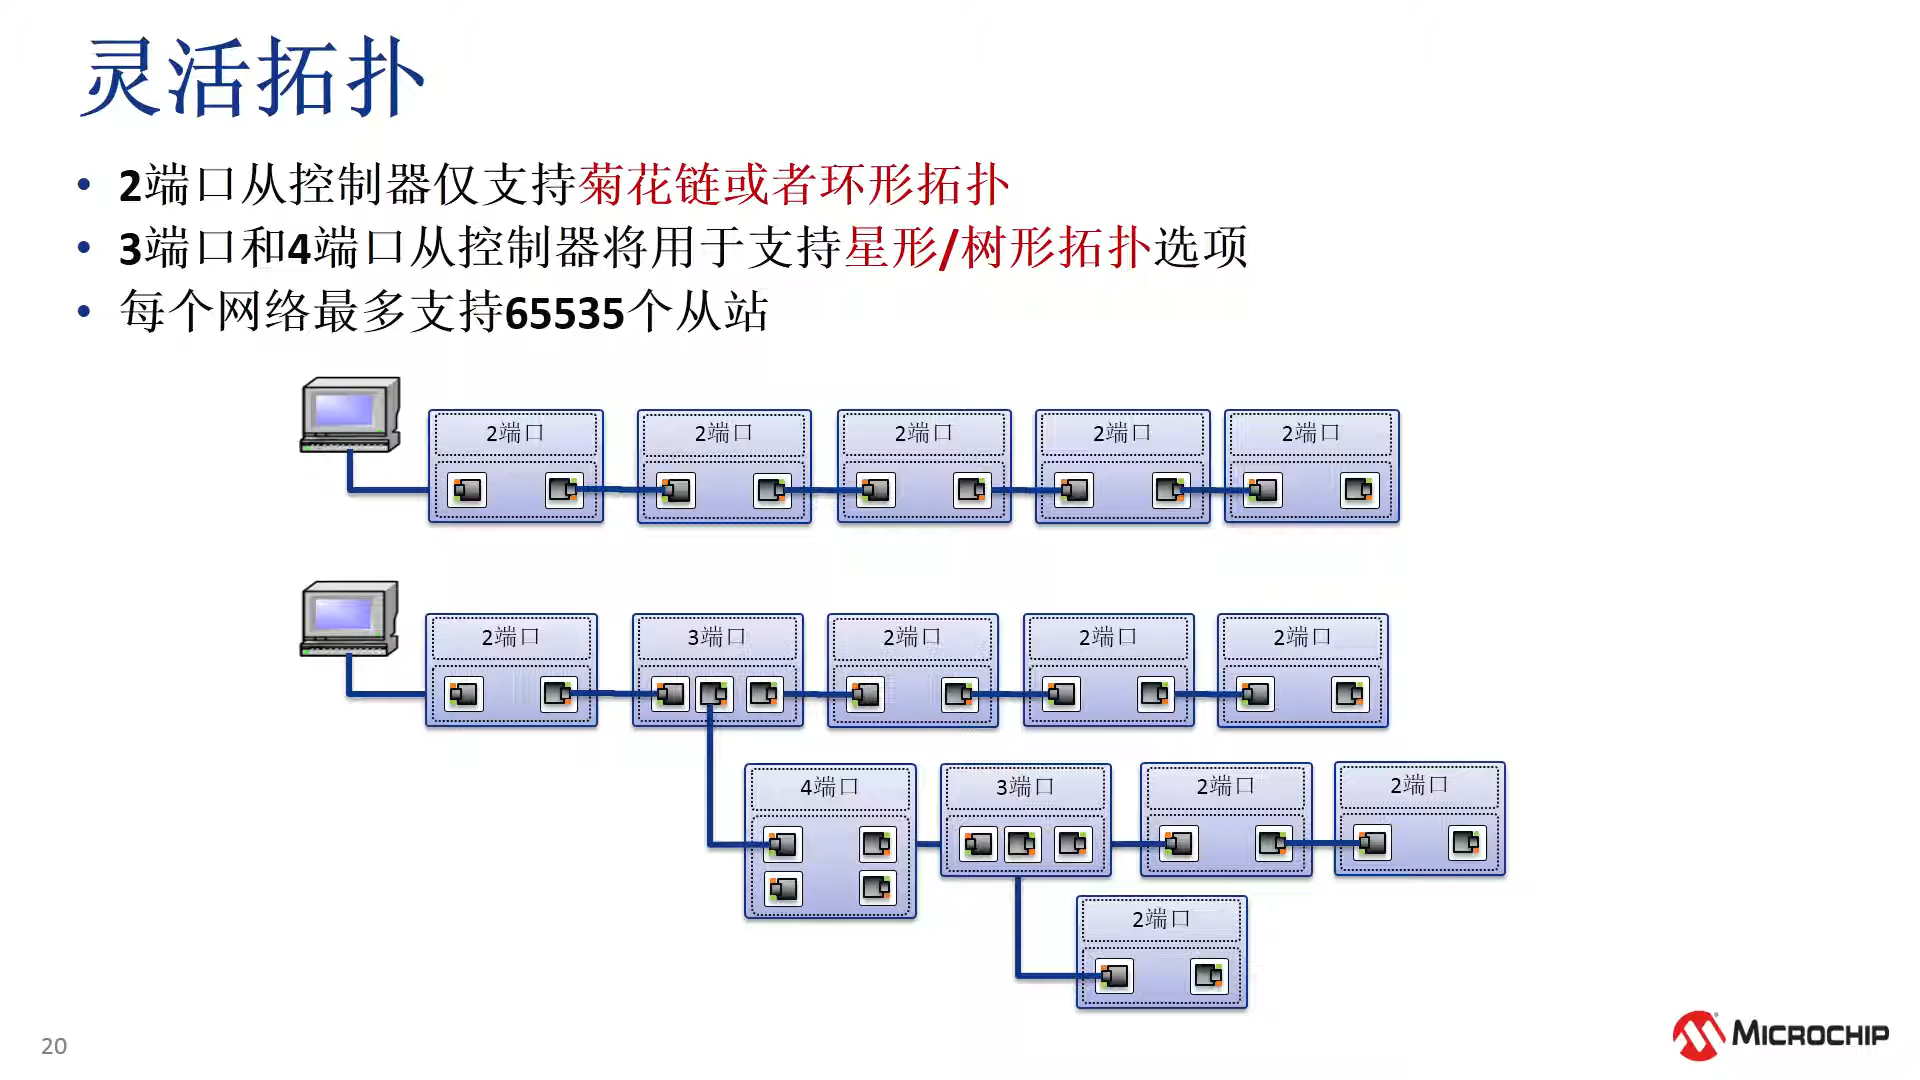 灵活拓扑
• 2端口从控制器仅支持菊花链或者环形拓扑
• 3端口和4端口从控制器将用于支持星形/树形拓扑选项
• 每个网络最多支持65535个从站
2端口 2端口 2端口 2端口 2端口
2端口 3端口 2端口 2端口 2端口
4端口 3端口 2端口 2端口
2端口
20
MICROCHIP